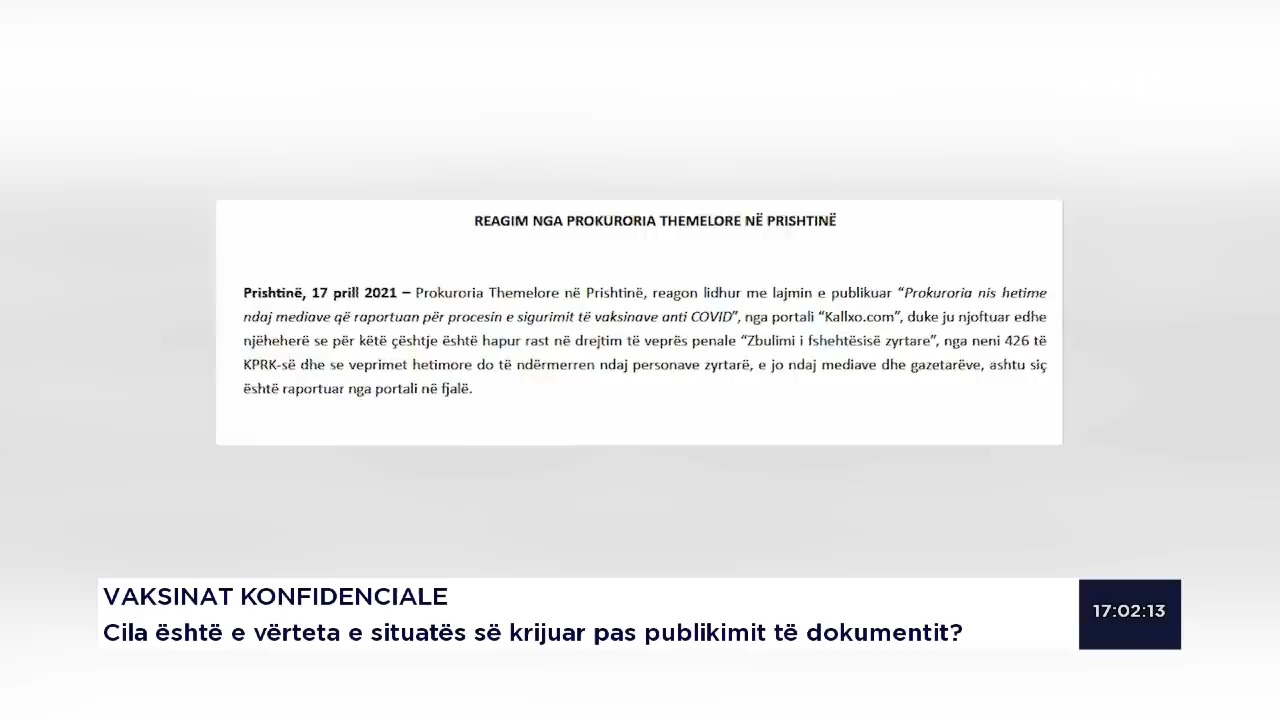 REAGIM NGA PROKURORIA THEMELORE NË PRISHTINË
Prishtinë, 17 prill 2021 – Prokuroria Themelore në Prishtinë, reagon lidhur me lajmin e publikuar “Prokuroria nis hetime
ndaj mediave që raportuan për procesin e sigurimit të vaksinave anti COVID”, nga portali “Kallxo.com”, duke ju njoftuar edhe
njëheherë se për këtë çështje është hapur rast në drejtim të veprës penale “Zbulimi i fshehtësisë zyrtare”, nga neni 426 të
KPRK-së dhe se veprimet hetimore do të ndërmerren ndaj personave zyrtarë, e jo ndaj mediave dhe gazetarëve, ashtu siç
është raportuar nga portali në fjalë.
VAKSINAT KONFIDENCIALE
Cila është e vërteta e situatës së krijuar pas publikimit të dokumentit?
17:02:13